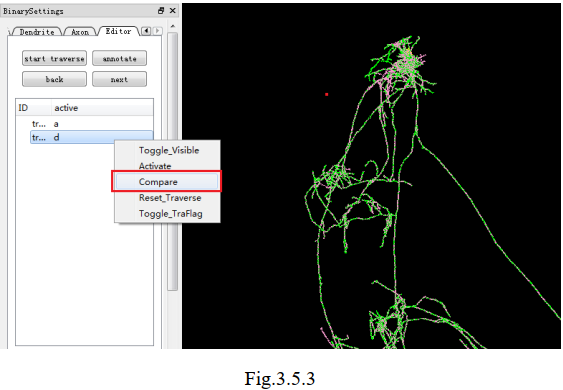 BinarySettings
Dendrite Axon Editor
start traverse annotate
back next
ID active
tr... a
tr... d
Toggle_Visible
Activate
Compare
Reset_Traverse
Toggle_TraFlag
Fig.3.5.3